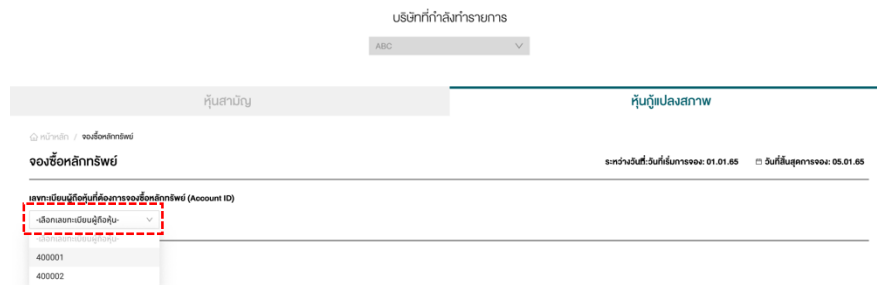 บริษัทที่กำลังทำรายการ
ABC
หุ้นสามัญ
หุ้นกู้แปลงสภาพ
หน้าหลัก / จองซื้อหลักทรัพย์
จองซื้อหลักทรัพย์
ระหว่างวันที่:วันที่เริ่มการจอง: 01.01.65 วันที่สิ้นสุดการจอง: 05.01.65
เลขทะเบียนผู้ถือหุ้นที่ต้องการจองซื้อหลักทรัพย์ (Account ID)
-เลือกเลขทะเบียนผู้ถือหุ้น-
-เลือกเลขทะเบียนผู้ถือหุ้น-
400001
400002